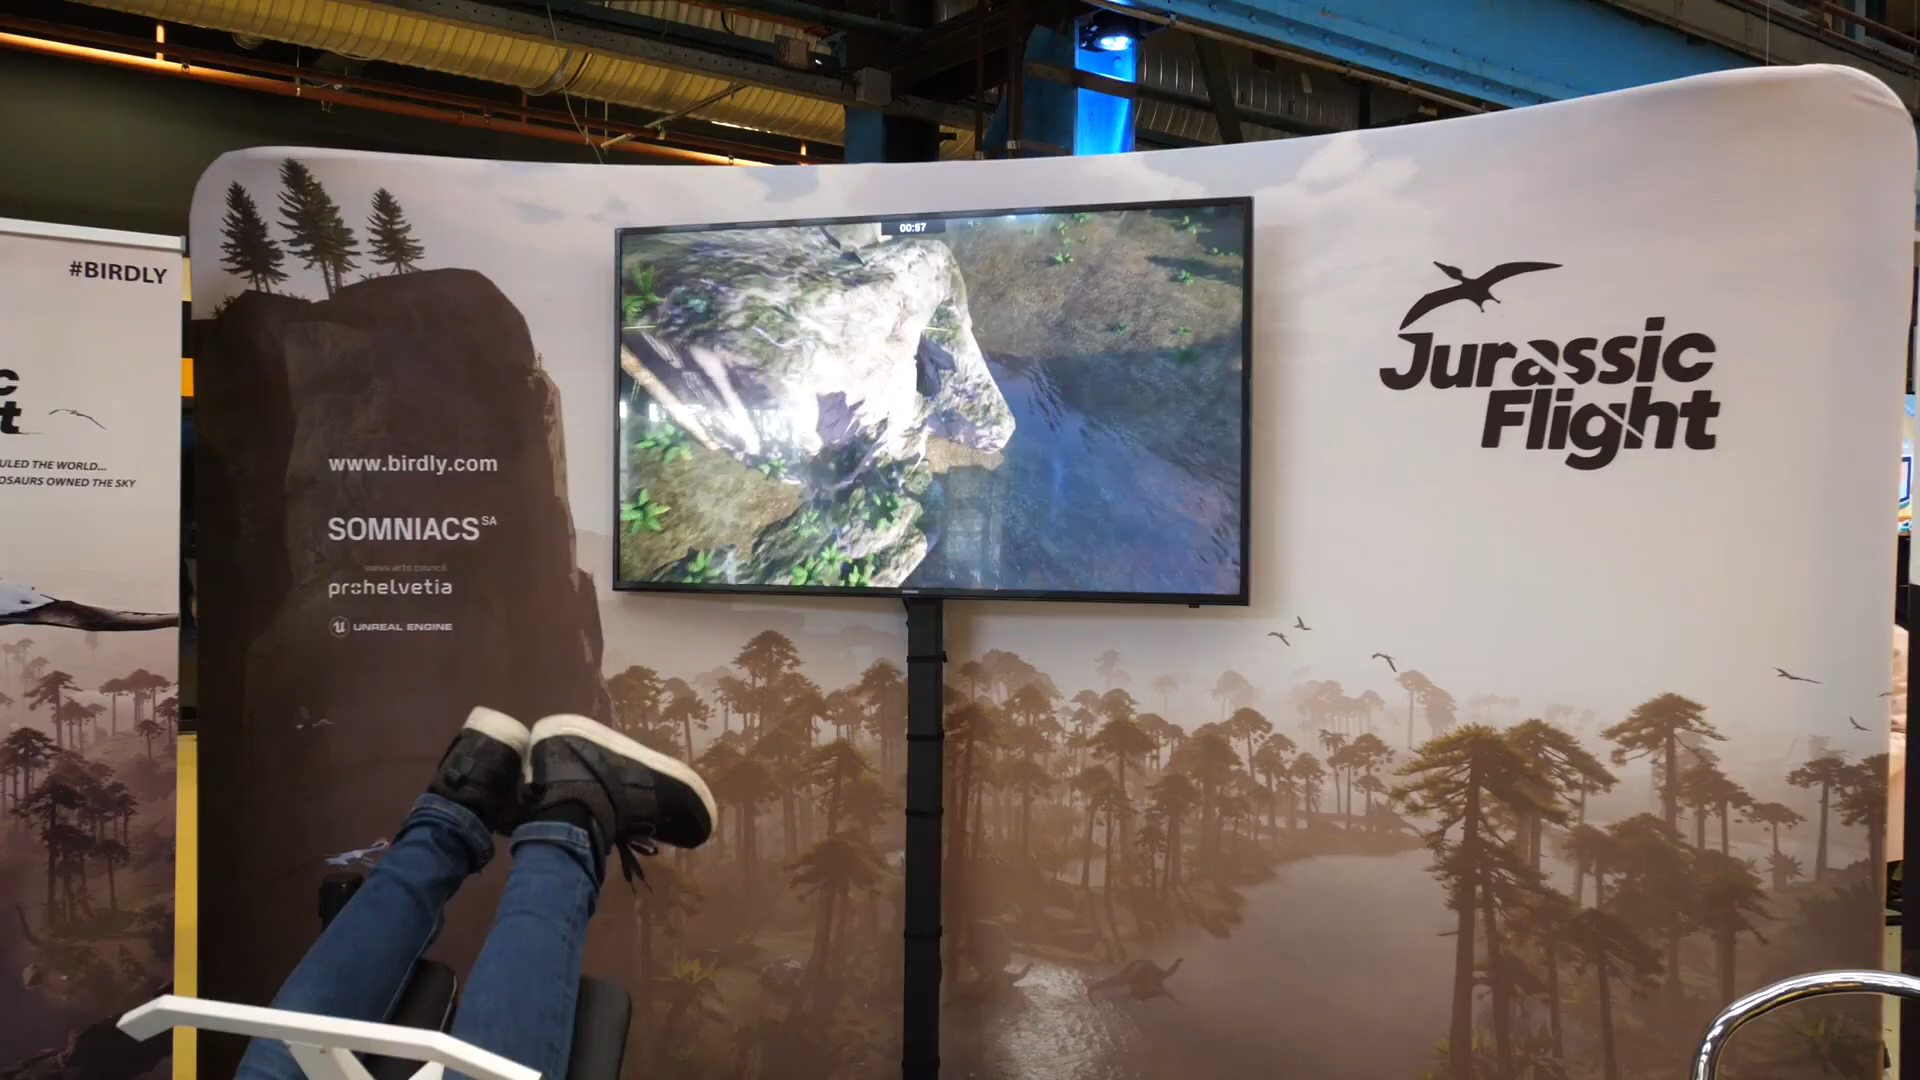 #BIRDLY
c
t
ULED THE WORLD...
OSAURS OWNED THE SKY
www.birdly.com
SOMNIACS SA
swiss arts council
prohelvetia
UNREAL ENGINE
00:57
Jurassic
Flight